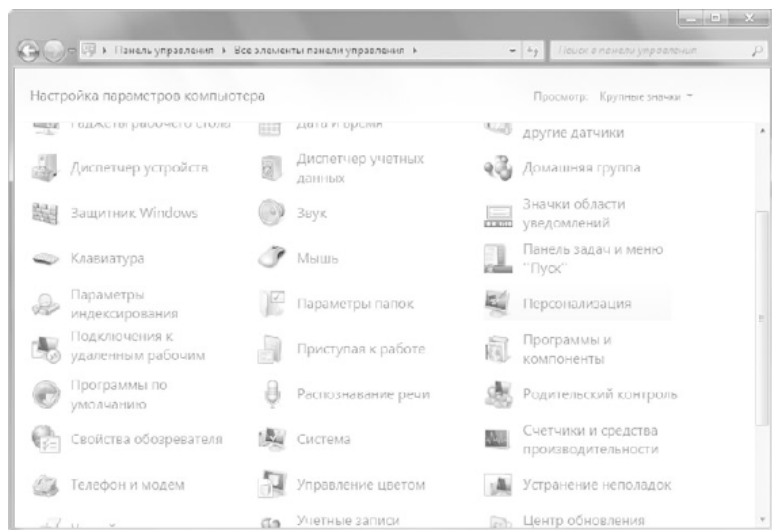 Панель управления ▸ Все элементы панели управления ▸
Поиск в панели управления
Настройка параметров компьютера
Просмотр: Крупные значки
Гаджеты рабочего стола
Дата и время
другие датчики
Диспетчер устройств
Диспетчер учетных
данных
Домашняя группа
Защитник Windows
Звук
Значки области
уведомлений
Клавиатура
Мышь
Панель задач и меню
"Пуск"
Параметры
индексирования
Параметры папок
Персонализация
Подключения к
удаленным рабочим
Приступая к работе
Программы и
компоненты
Программы по
умолчанию
Распознавание речи
Родительский контроль
Свойства обозревателя
Система
Счетчики и средства
производительности
Телефон и модем
Управление цветом
Устранение неполадок
Учетные записи
Центр обновления